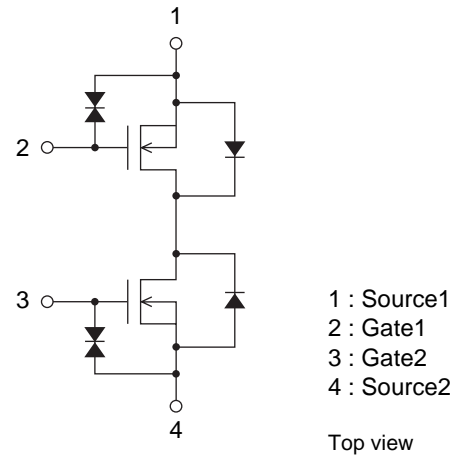 1
2
3
4
1 : Source1
2 : Gate1
3 : Gate2
4 : Source2
Top view